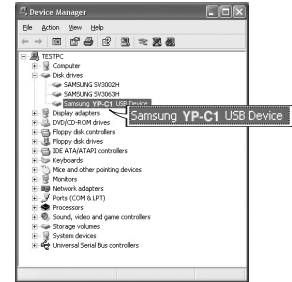 Device Manager
File Action View Help
TESTPC
Computer
Disk drives
SAMSUNG SV3002H
SAMSUNG SV3063H
Samsung YP-C1 USB Device
Samsung YP-C1 USB Device
Display adapters
DVD/CD-ROM drives
Floppy disk controllers
Floppy disk drives
IDE ATA/ATAPI controllers
Keyboards
Mice and other pointing devices
Monitors
Network adapters
Ports (COM & LPT)
Processors
Sound, video and game controllers
Storage volumes
System devices
Universal Serial Bus controllers